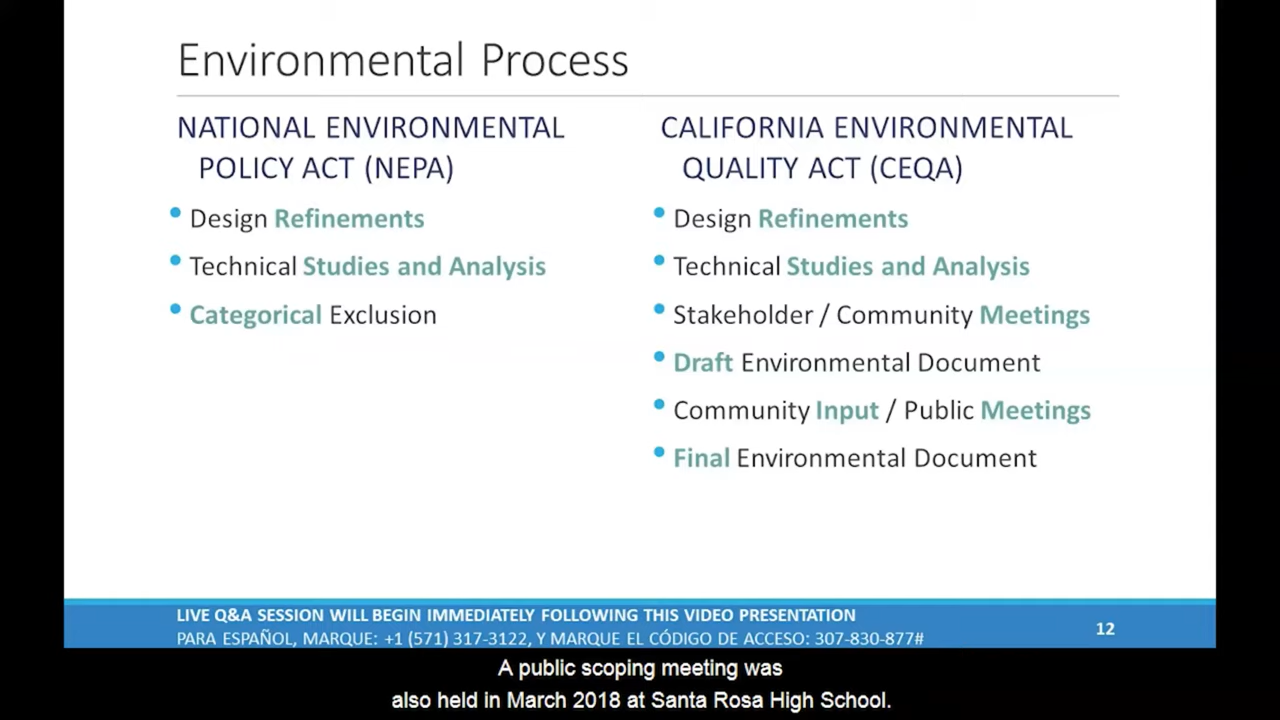 Environmental Process
NATIONAL ENVIRONMENTAL
POLICY ACT (NEPA)
Design Refinements
Technical Studies and Analysis
Categorical Exclusion
CALIFORNIA ENVIRONMENTAL
QUALITY ACT (CEQA)
Design Refinements
Technical Studies and Analysis
Stakeholder / Community Meetings
Draft Environmental Document
Community Input / Public Meetings
Final Environmental Document
LIVE Q&A SESSION WILL BEGIN IMMEDIATELY FOLLOWING THIS VIDEO PRESENTATION
PARA ESPAÑOL, MARQUE: +1 (571) 317-3122, Y MARQUE EL CÓDIGO DE ACCESO: 307-830-877#
12
A public scoping meeting was
also held in March 2018 at Santa Rosa High School.